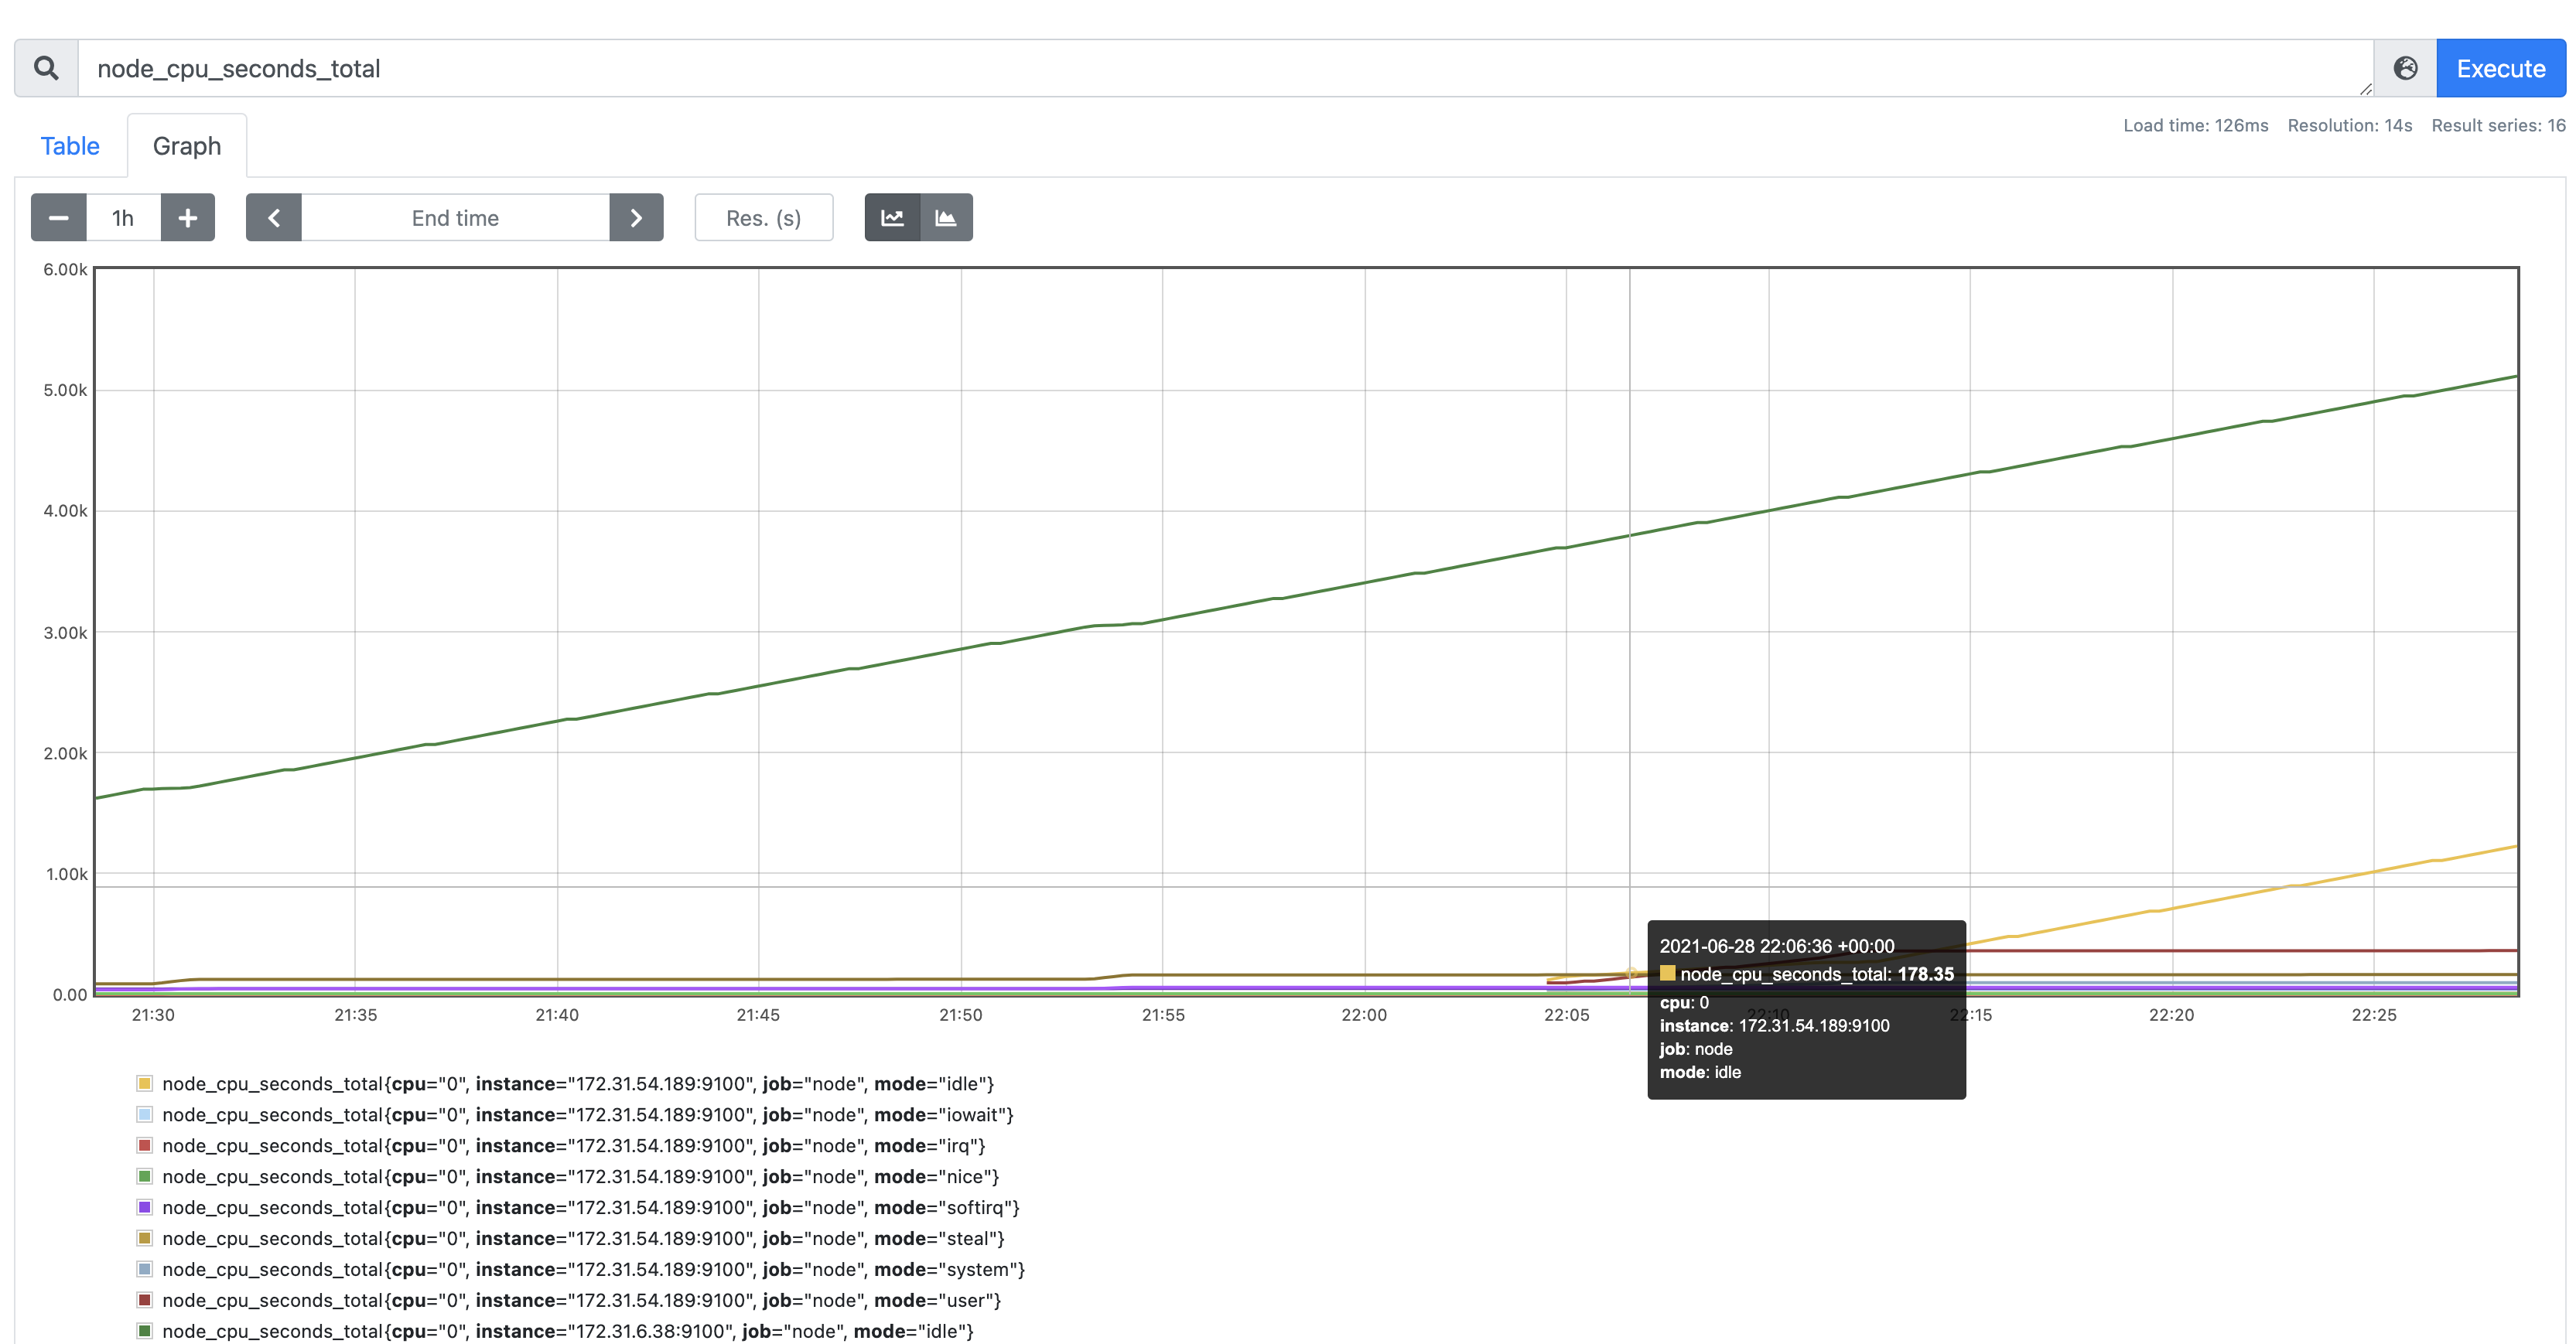 node_cpu_seconds_total
Execute
Load time: 126ms Resolution: 14s Result series: 16
Table Graph
1h End time Res. (s)
6.00k
5.00k
4.00k
3.00k
2.00k
1.00k
0.00
21:30 21:35 21:40 21:45 21:50 21:55 22:00 22:05 22:10 22:15 22:20 22:25
2021-06-28 22:06:36 +00:00
node_cpu_seconds_total: 178.35
cpu: 0
instance: 172.31.54.189:9100
job: node
mode: idle
node_cpu_seconds_total{cpu="0", instance="172.31.54.189:9100", job="node", mode="idle"}
node_cpu_seconds_total{cpu="0", instance="172.31.54.189:9100", job="node", mode="iowait"}
node_cpu_seconds_total{cpu="0", instance="172.31.54.189:9100", job="node", mode="irq"}
node_cpu_seconds_total{cpu="0", instance="172.31.54.189:9100", job="node", mode="nice"}
node_cpu_seconds_total{cpu="0", instance="172.31.54.189:9100", job="node", mode="softirq"}
node_cpu_seconds_total{cpu="0", instance="172.31.54.189:9100", job="node", mode="steal"}
node_cpu_seconds_total{cpu="0", instance="172.31.54.189:9100", job="node", mode="system"}
node_cpu_seconds_total{cpu="0", instance="172.31.54.189:9100", job="node", mode="user"}
node_cpu_seconds_total{cpu="0", instance="172.31.6.38:9100", job="node", mode="idle"}